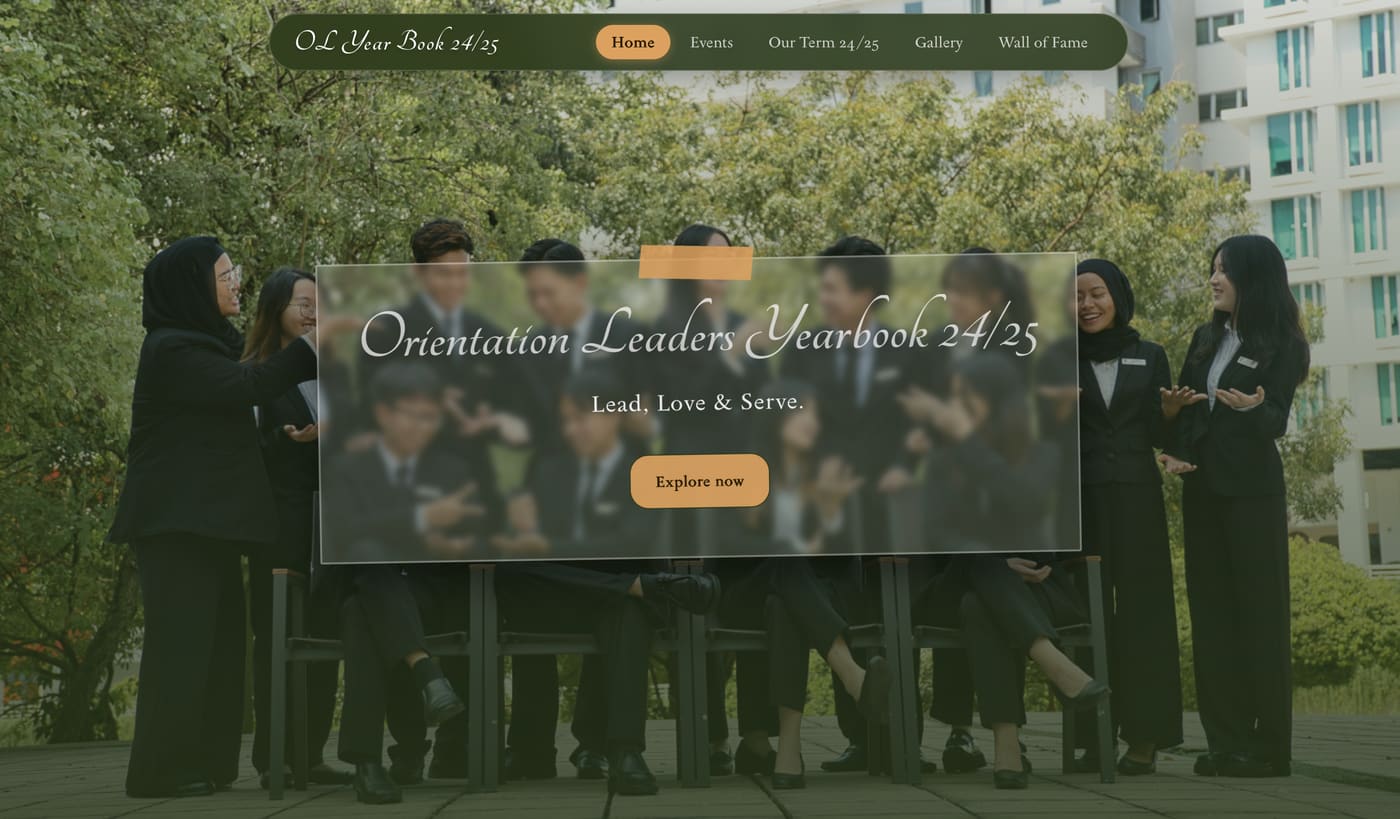 OL Year Book 24/25
Home
Events
Our Term 24/25
Gallery
Wall of Fame
Orientation Leaders Yearbook 24/25
Lead, Love & Serve.
Explore now